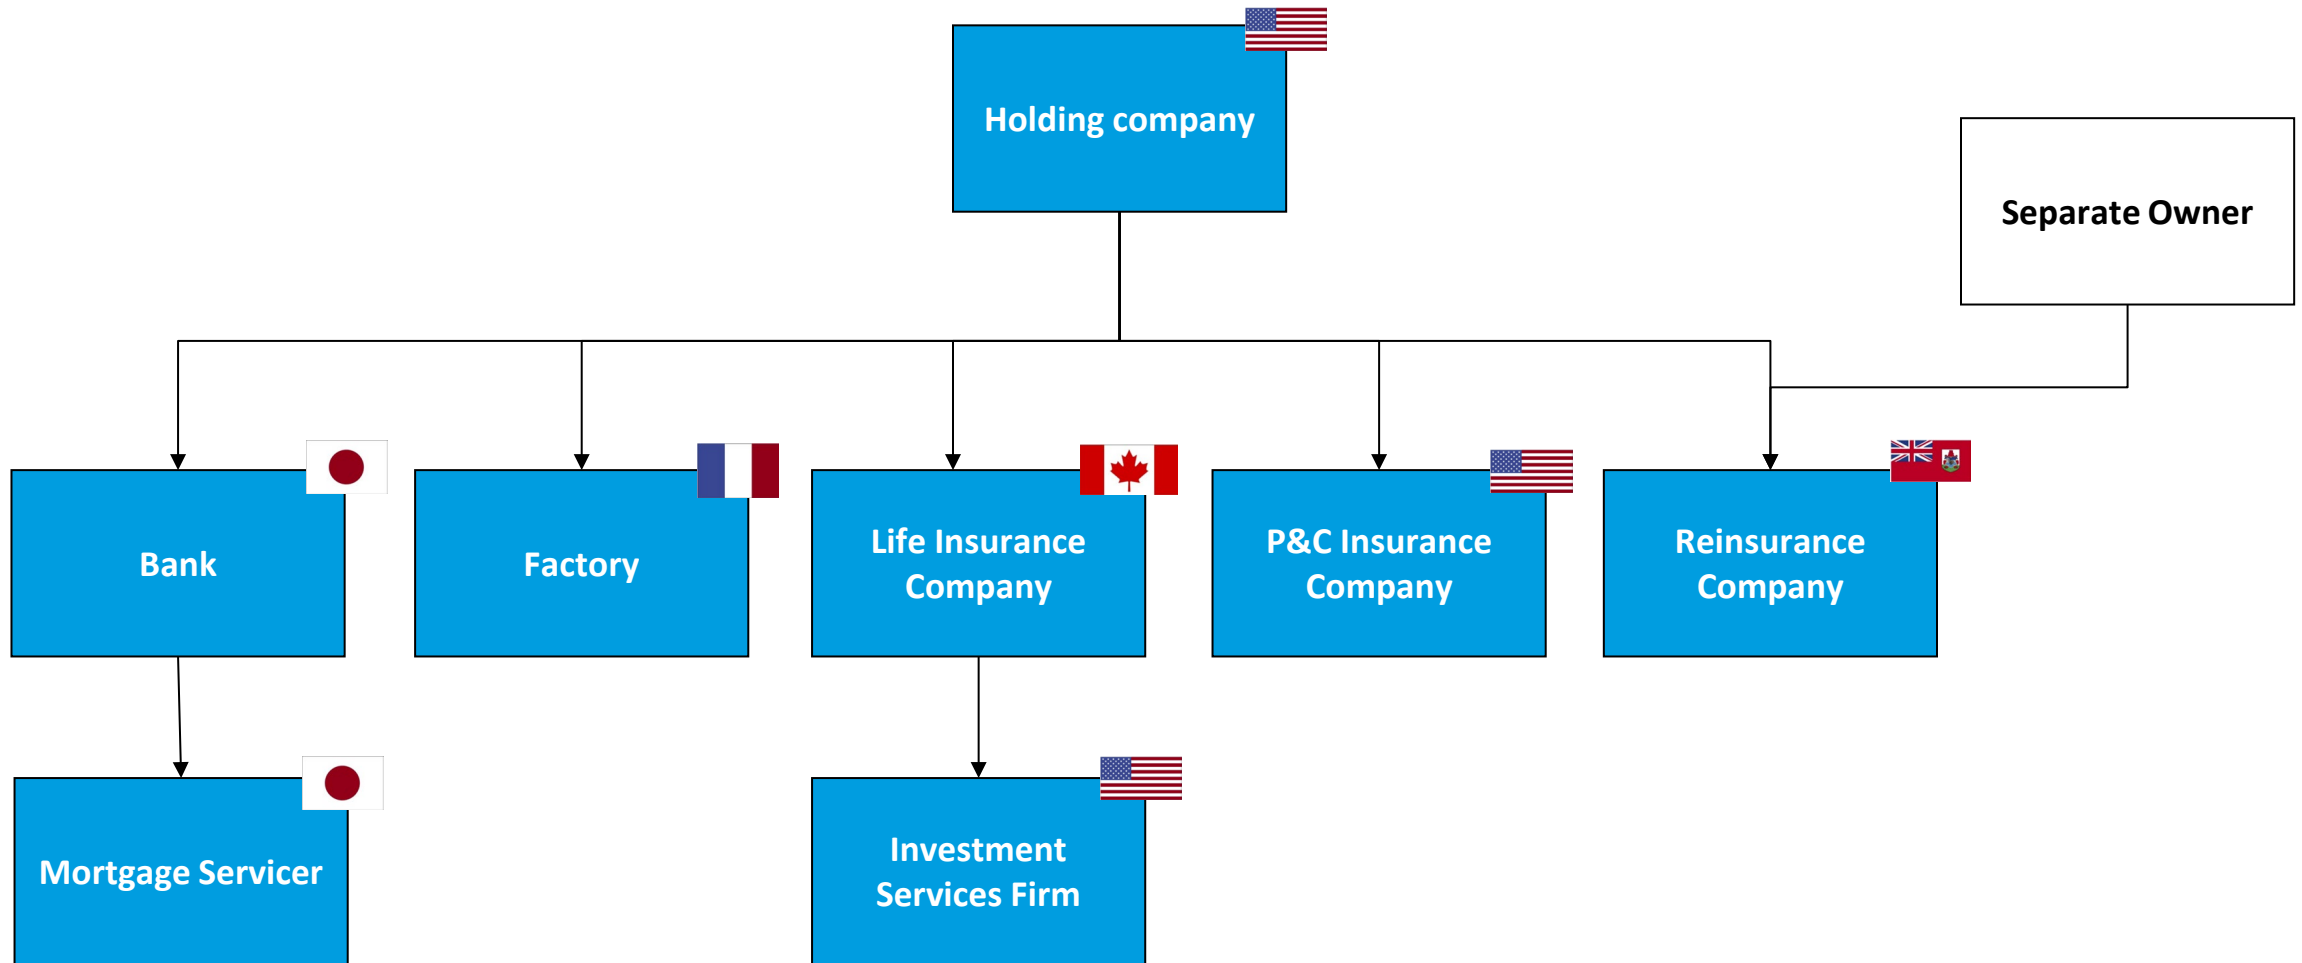 Holding company
Separate Owner
Bank
Factory
Life Insurance
Company
P&C Insurance
Company
Reinsurance
Company
Mortgage Servicer
Investment
Services Firm